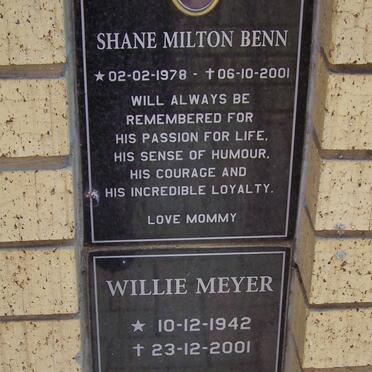 SHANE MILTON BENN
★ 02-02-1978 - ✝ 06-10-2001
WILL ALWAYS BE
REMEMBERED FOR
HIS PASSION FOR LIFE,
HIS SENSE OF HUMOUR,
HIS COURAGE AND
HIS INCREDIBLE LOYALTY.
LOVE MOMMY
WILLIE MEYER
★ 10-12-1942
✝ 23-12-2001